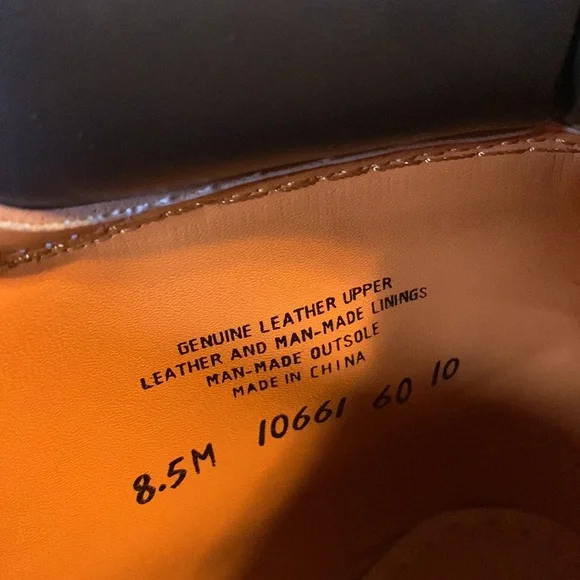 GENUINE LEATHER UPPER
LEATHER AND MAN-MADE LININGS
MAN-MADE OUTSOLE
MADE IN CHINA
8.5M 10661 60 10